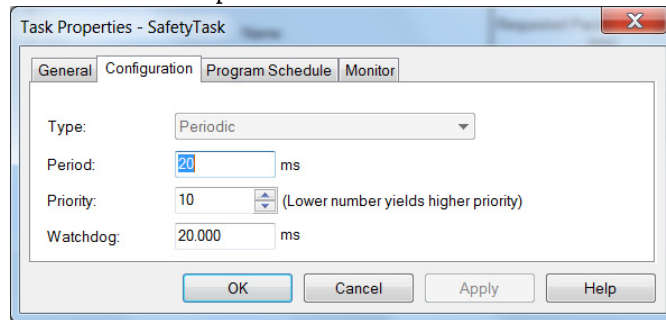 Task Properties - SafetyTask
General Configuration Program Schedule Monitor
Type: Periodic
Period: 20 ms
Priority: 10 (Lower number yields higher priority)
Watchdog: 20.000 ms
OK Cancel Apply Help